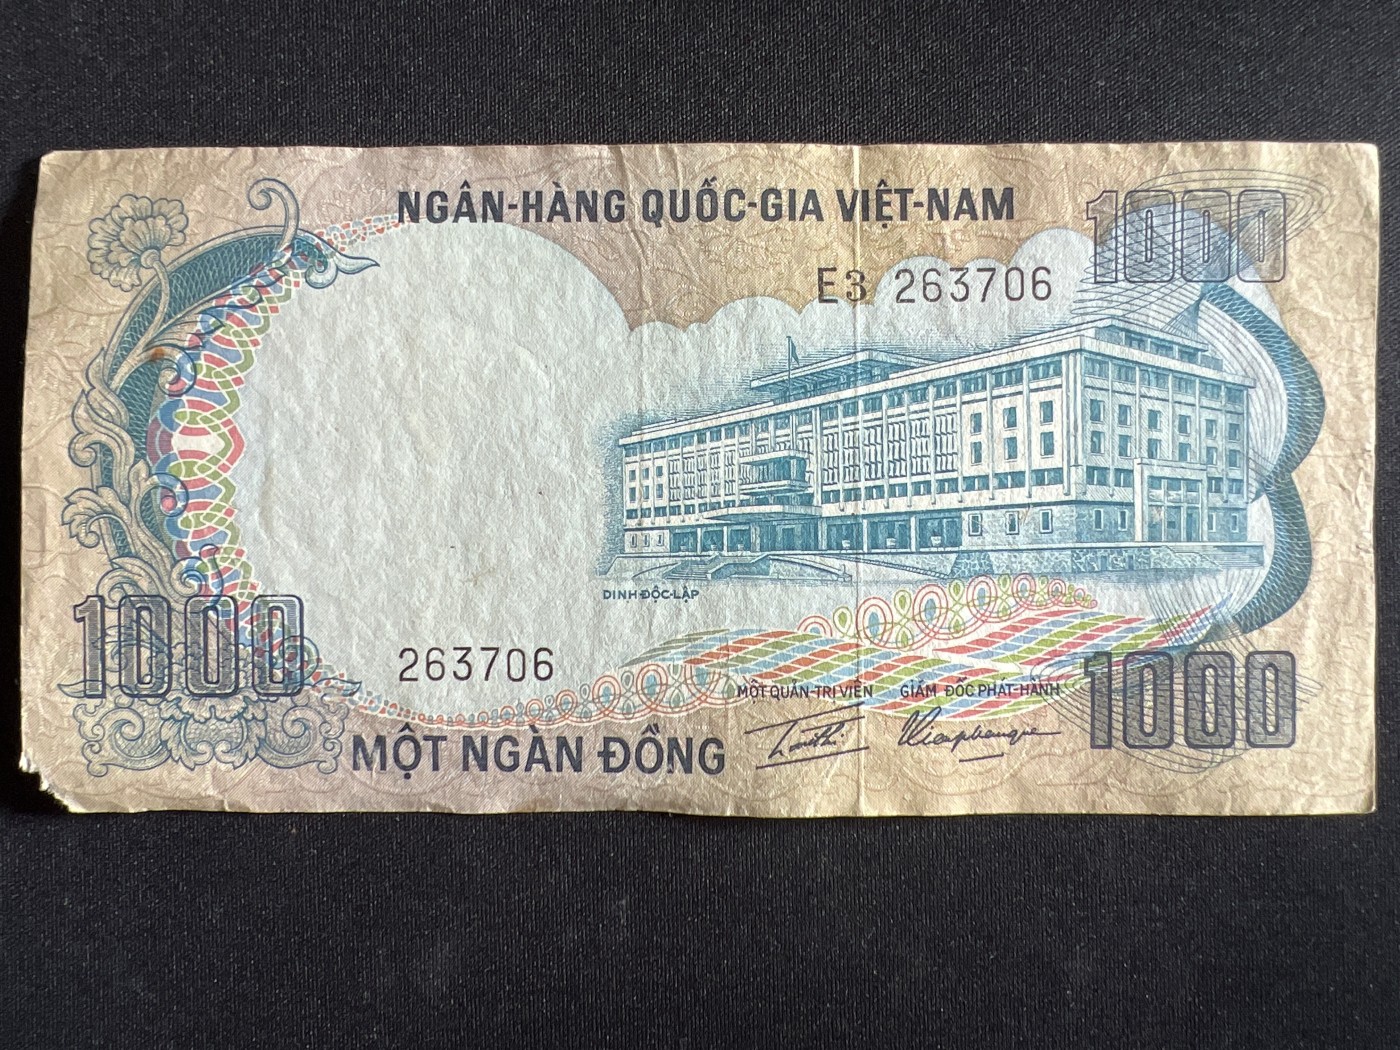 NGÂN-HÀNG QUỐC-GIA VIỆT-NAM
1000
E3 263706
DINH-ĐỘC-LẬP
1000
263706
MỘT QUẢN-TRỊ VIÊN GIÁM ĐỐC PHÁT-HÀNH
1000
MỘT NGÀN ĐỒNG